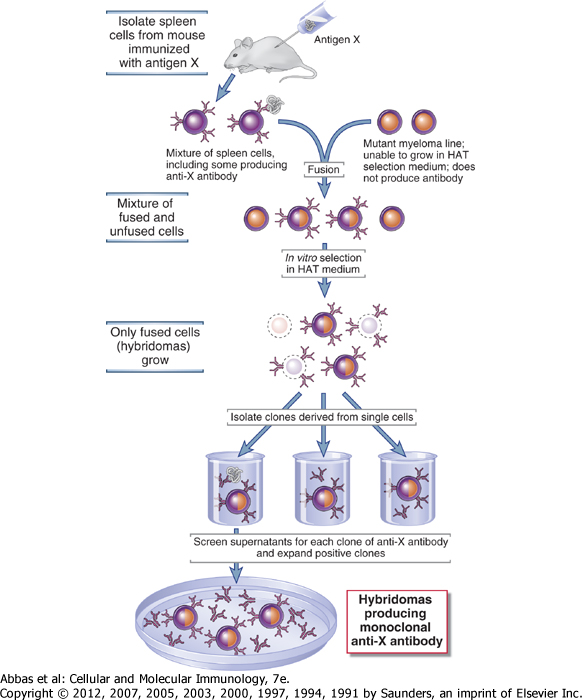 Isolate spleen
cells from mouse
immunized
with antigen X
Antigen X
Mixture of spleen cells,
including some producing
anti-X antibody
Mutant myeloma line;
unable to grow in HAT
selection medium; does
not produce antibody
Fusion
Mixture of
fused and
unfused cells
In vitro selection
in HAT medium
Only fused cells
(hybridomas)
grow
Isolate clones derived from single cells
Screen supernatants for each clone of anti-X antibody
and expand positive clones
Hybridomas
producing
monoclonal
anti-X antibody
Abbas et al: Cellular and Molecular Immunology, 7e.
Copyright © 2012, 2007, 2005, 2003, 2000, 1997, 1994, 1991 by Saunders, an imprint of Elsevier Inc.